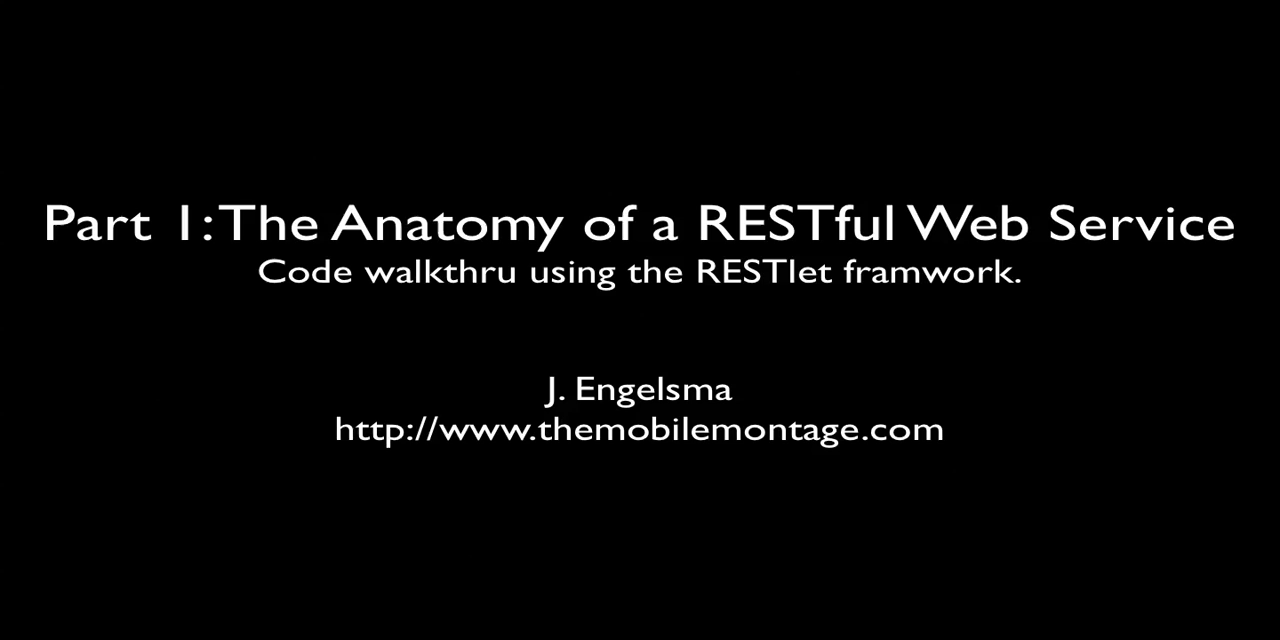 Part 1: The Anatomy of a RESTful Web Service
Code walkthru using the RESTlet framwork.
J. Engelsma
http://www.themobilemontage.com